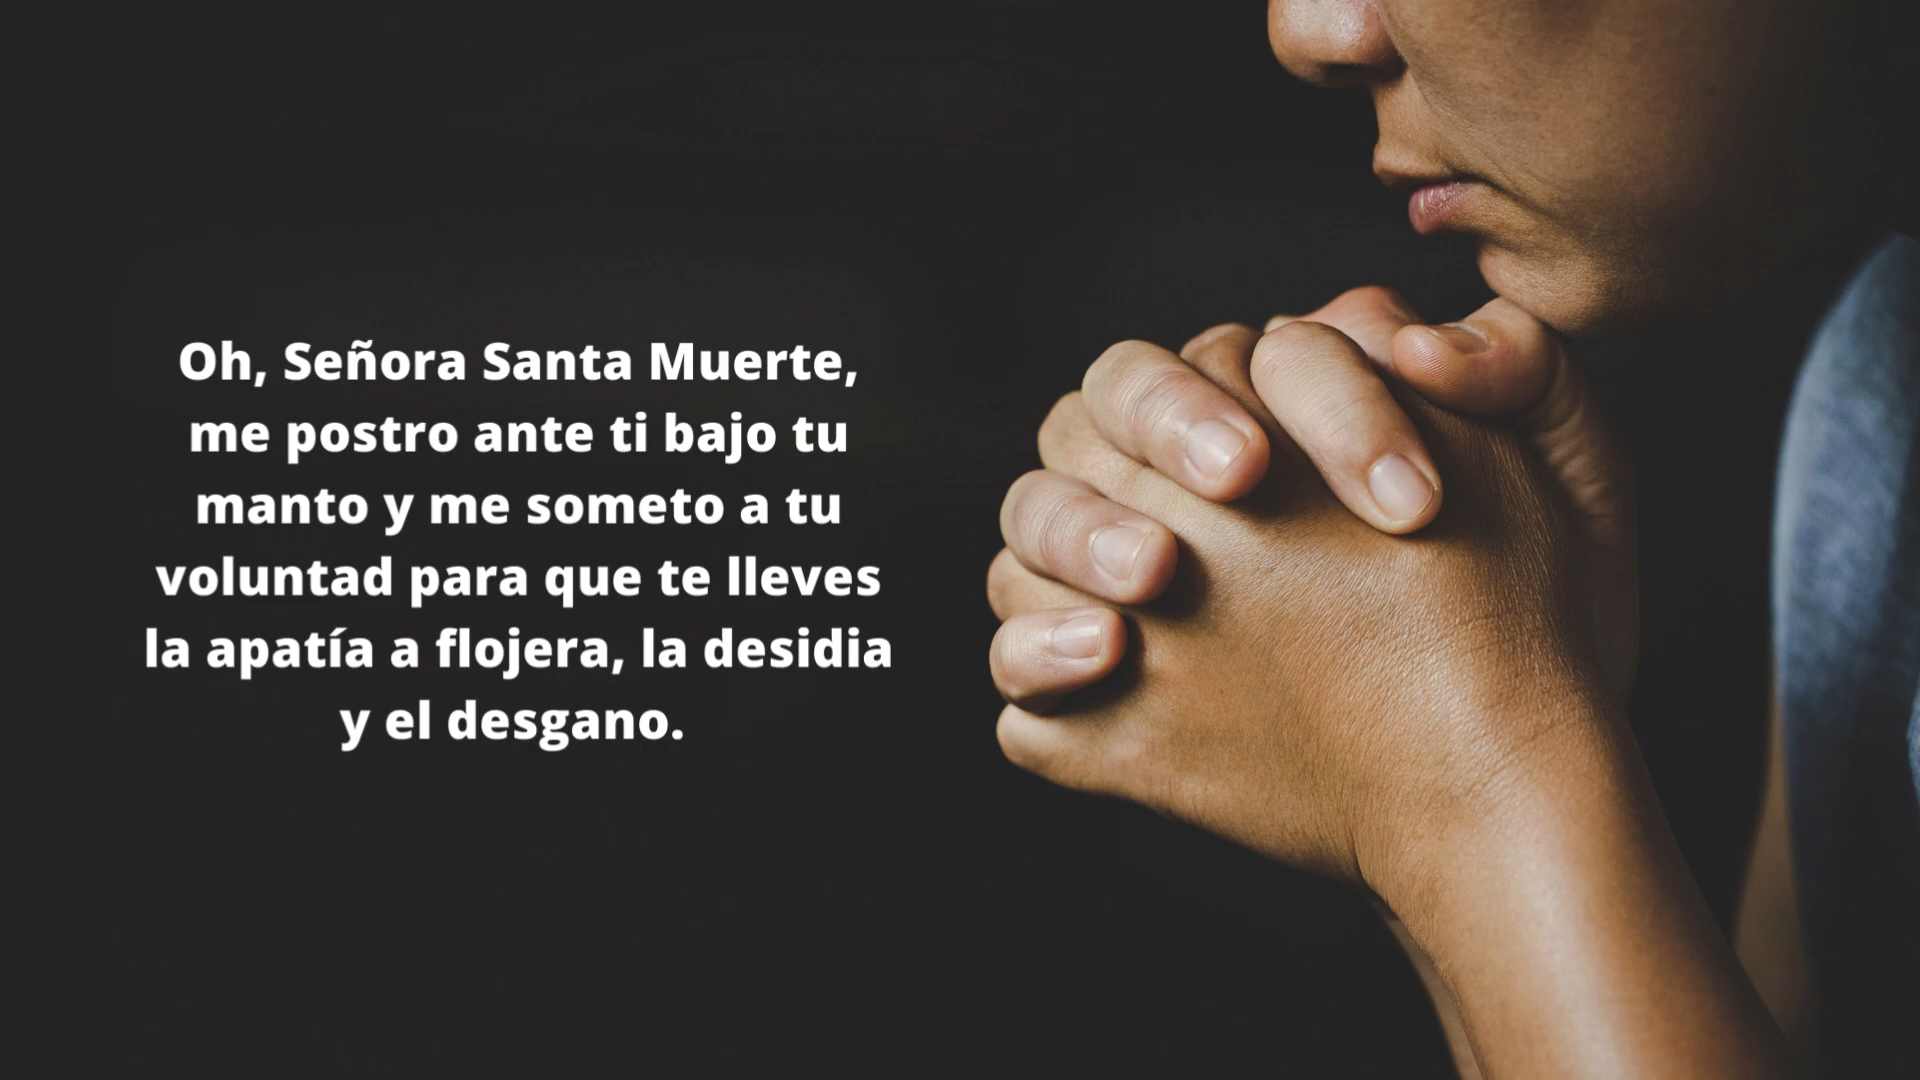 Oh, Señora Santa Muerte,
me postro ante ti bajo tu
manto y me someto a tu
voluntad para que te lleves
la apatía a flojera, la desidia
y el desgano.